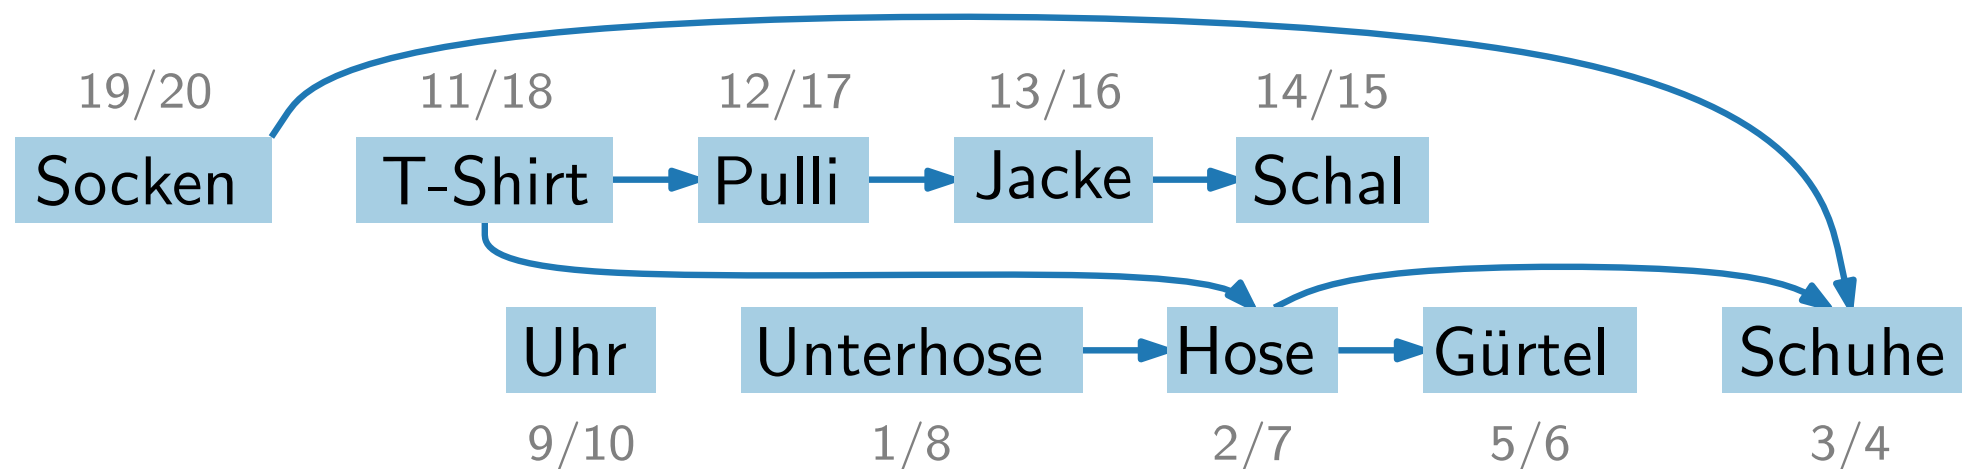 19/20 11/18 12/17 13/16 14/15
Socken T-Shirt Pulli Jacke Schal
Uhr Unterhose Hose Gürtel Schuhe
9/10 1/8 2/7 5/6 3/4